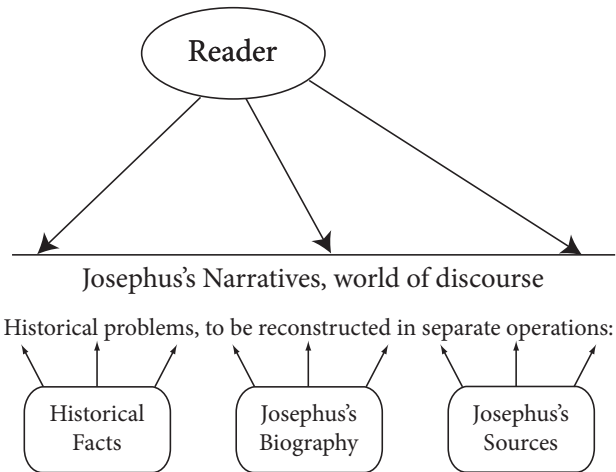 Reader
Josephus’s Narratives, world of discourse
Historical problems, to be reconstructed in separate operations:
Historical
Facts
Josephus’s
Biography
Josephus’s
Sources